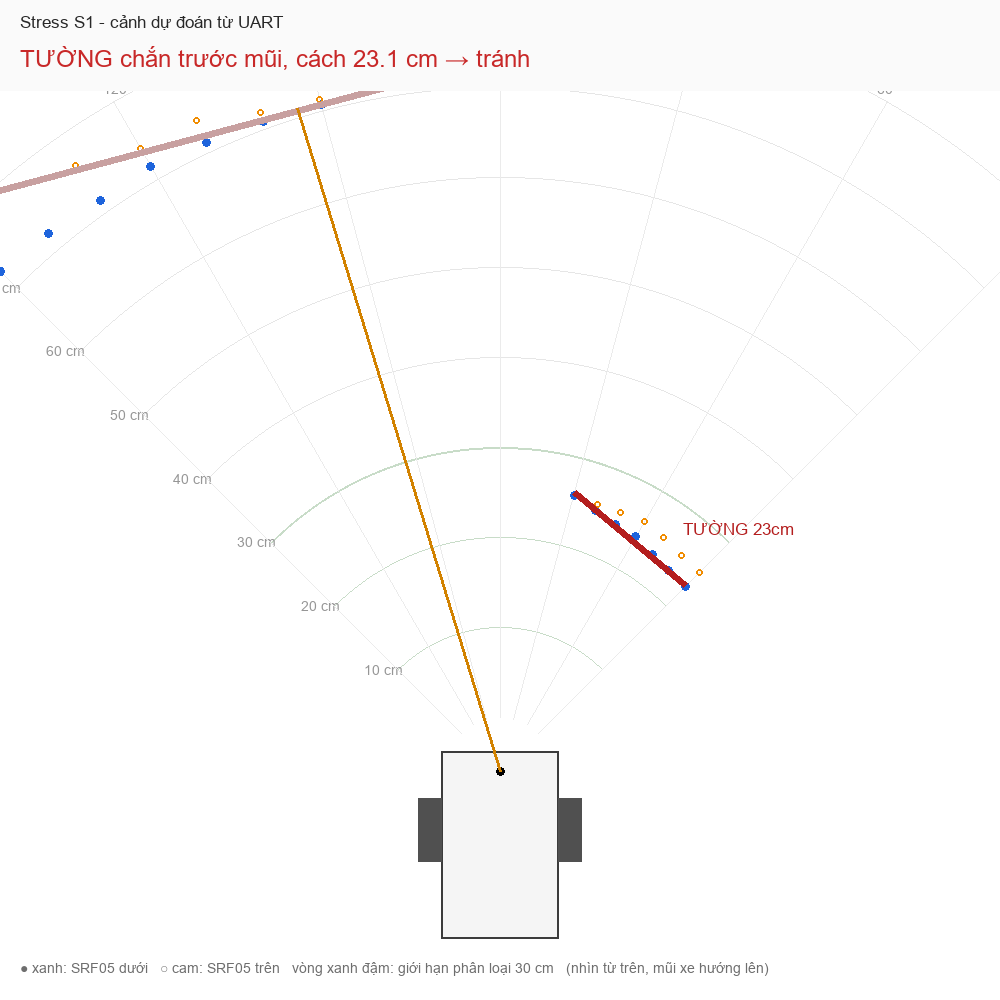 Stress S1 - cảnh dự đoán từ UART
TƯỜNG chắn trước mũi, cách 23.1 cm → tránh
cm
60 cm
50 cm
40 cm
30 cm
20 cm
10 cm
TƯỜNG 23cm
● xanh: SRF05 dưới ○ cam: SRF05 trên vòng xanh đậm: giới hạn phân loại 30 cm (nhìn từ trên, mũi xe hướng lên)